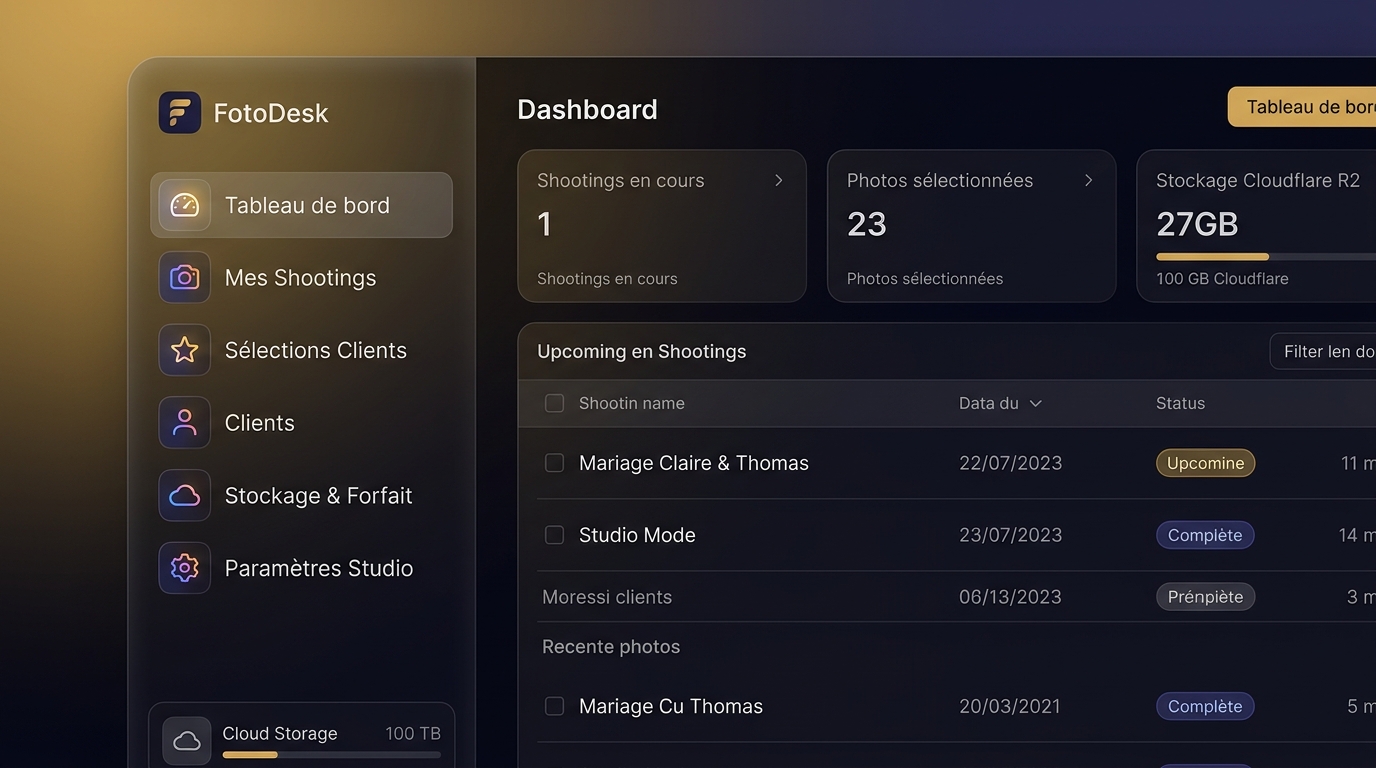 FotoDesk
Tableau de bord
Mes Shootings
Sélections Clients
Clients
Stockage & Forfait
Paramètres Studio
Cloud Storage 100 TB
Dashboard
Tableau de bor
Shootings en cours
1
Shootings en cours
Photos sélectionnées
23
Photos sélectionnées
Stockage Cloudflare R2
27GB
100 GB Cloudflare
Upcoming en Shootings
Filter len do
Shootin name Data du Status
Mariage Claire & Thomas 22/07/2023 Upcomine 11 m
Studio Mode 23/07/2023 Complète 14 m
Moressi clients 06/13/2023 Prénpiète 3 m
Recente photos
Mariage Cu Thomas 20/03/2021 Complète 5 m